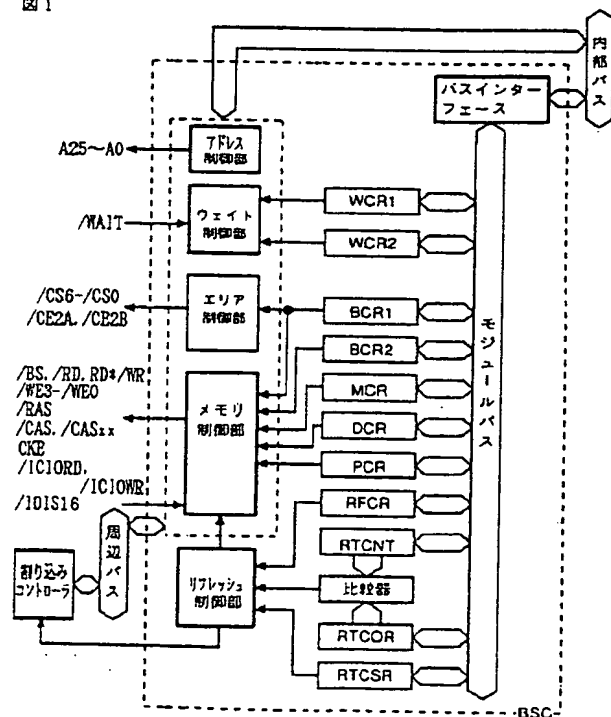 図1
内部バス
バスインターフェース
アドレス制御部
A25〜A0
ウェイト制御部
/WAIT
WCR1
WCR2
エリア制御部
/CS6-/CS0
/CE2A,/CE2B
BCR1
BCR2
モジュールバス
/BS,/RD,RD*/WR
/WE3-/WE0
/RAS
/CAS,/CASxx
CKE
/ICIORD,
/ICIOWR
/IOIS16
メモリ制御部
MCR
DCR
PCR
RFCR
RTCNT
周辺バス
割り込みコントローラ
リフレッシュ制御部
比較器
RTCOR
RTCSR
BSC